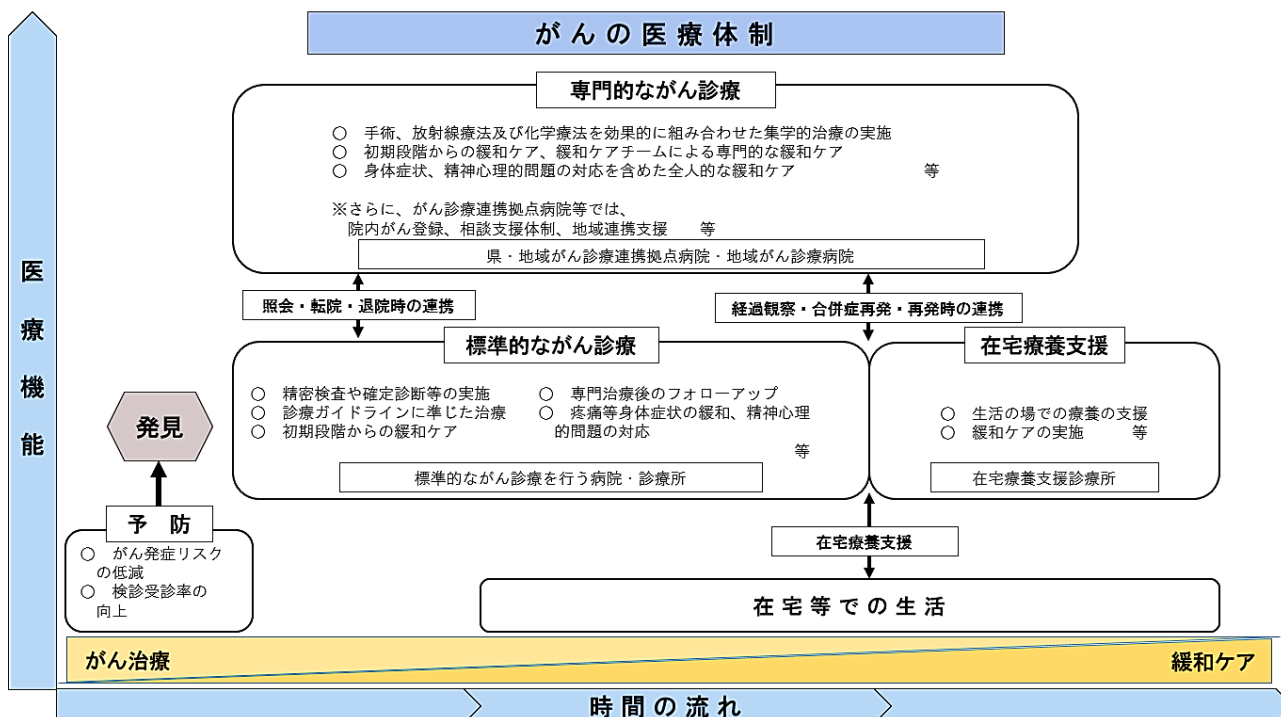 がんの医療体制
専門的ながん診療
○ 手術、放射線療法及び化学療法を効果的に組み合わせた集学的治療の実施
○ 初期段階からの緩和ケア、緩和ケアチームによる専門的な緩和ケア
○ 身体症状、精神心理的問題の対応を含めた全人的な緩和ケア 等
※さらに、がん診療連携拠点病院等では、
院内がん登録、相談支援体制、地域連携支援 等
県・地域がん診療連携拠点病院・地域がん診療病院
照会・転院・退院時の連携
経過観察・合併症再発・再発時の連携
標準的ながん診療
○ 精密検査や確定診断等の実施
○ 診療ガイドラインに準じた治療
○ 初期段階からの緩和ケア
○ 専門治療後のフォローアップ
○ 疼痛等身体症状の緩和、精神心理
的問題の対応
等
標準的ながん診療を行う病院・診療所
在宅療養支援
○ 生活の場での療養の支援
○ 緩和ケアの実施 等
在宅療養支援診療所
発見
予 防
○ がん発症リスク
の低減
○ 検診受診率の
向上
在宅療養支援
在宅等での生活
がん治療
緩和ケア
時間の流れ
医療機能